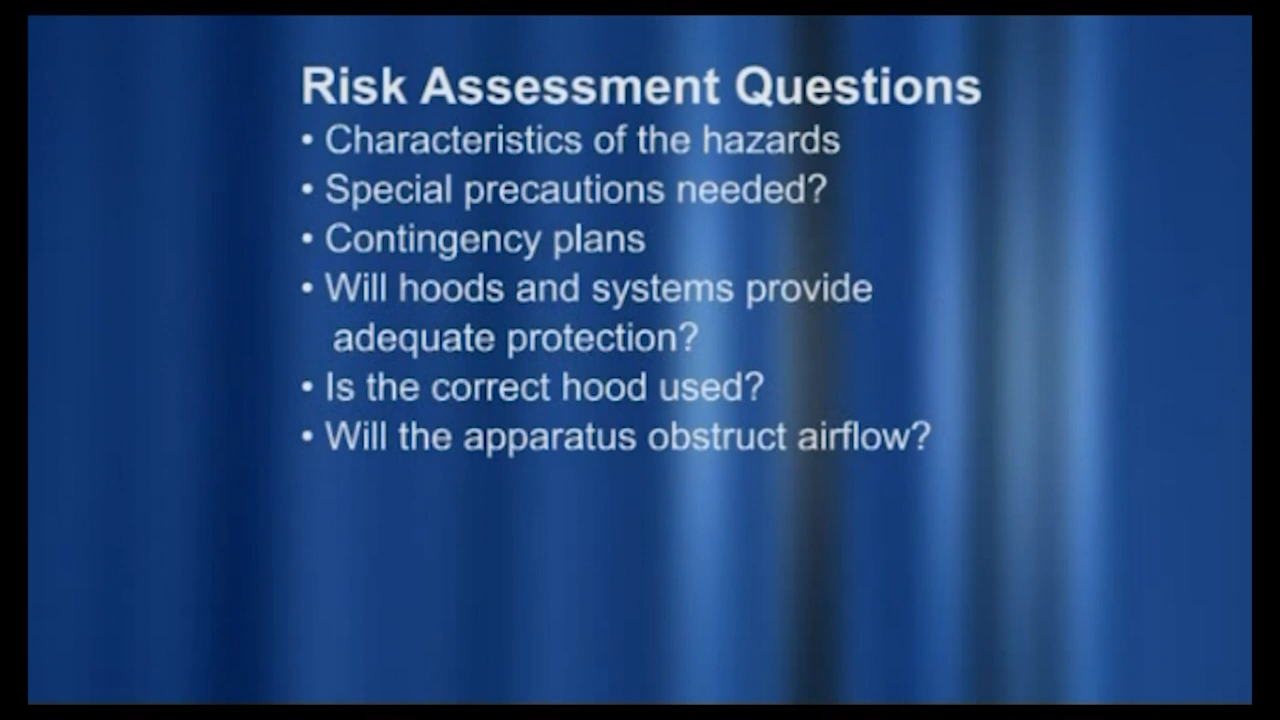 Risk Assessment Questions
• Characteristics of the hazards
• Special precautions needed?
• Contingency plans
• Will hoods and systems provide
adequate protection?
• Is the correct hood used?
• Will the apparatus obstruct airflow?